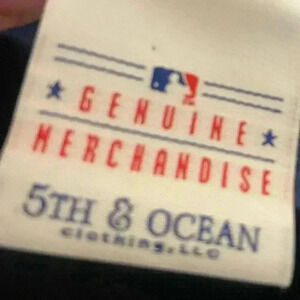 GENUINE
MERCHANDISE
5TH & OCEAN
clothing, LLC